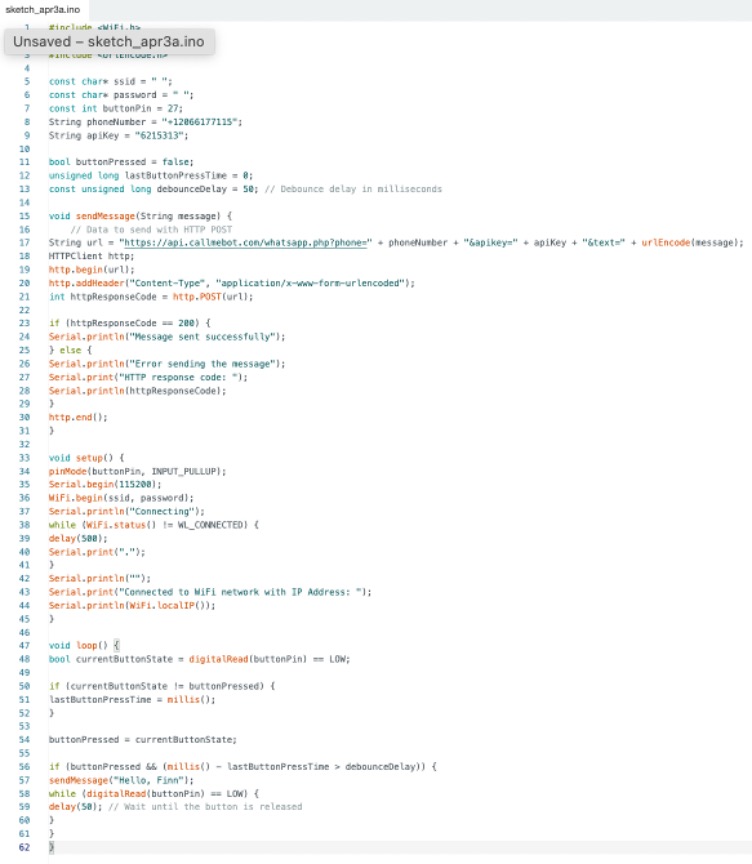 sketch_apr3a.ino
1 #include <WiFi.h>
Unsaved – sketch_apr3a.ino
3 #include <UrlEncode.h>
4
5 const char* ssid = " ";
6 const char* password = " ";
7 const int buttonPin = 27;
8 String phoneNumber = "+12066177115";
9 String apiKey = "6215313";
10
11 bool buttonPressed = false;
12 unsigned long lastButtonPressTime = 0;
13 const unsigned long debounceDelay = 50; // Debounce delay in milliseconds
14
15 void sendMessage(String message) {
16 // Data to send with HTTP POST
17 String url = "https://api.callmebot.com/whatsapp.php?phone=" + phoneNumber + "&apikey=" + apiKey + "&text=" + urlEncode(message);
18 HTTPClient http;
19 http.begin(url);
20 http.addHeader("Content-Type", "application/x-www-form-urlencoded");
21 int httpResponseCode = http.POST(url);
22
23 if (httpResponseCode == 200) {
24 Serial.println("Message sent successfully");
25 } else {
26 Serial.println("Error sending the message");
27 Serial.print("HTTP response code: ");
28 Serial.println(httpResponseCode);
29 }
30 http.end();
31 }
32
33 void setup() {
34 pinMode(buttonPin, INPUT_PULLUP);
35 Serial.begin(115200);
36 WiFi.begin(ssid, password);
37 Serial.println("Connecting");
38 while (WiFi.status() != WL_CONNECTED) {
39 delay(500);
40 Serial.print(".");
41 }
42 Serial.println("");
43 Serial.print("Connected to WiFi network with IP Address: ");
44 Serial.println(WiFi.localIP());
45 }
46
47 void loop() {
48 bool currentButtonState = digitalRead(buttonPin) == LOW;
49
50 if (currentButtonState != buttonPressed) {
51 lastButtonPressTime = millis();
52 }
53
54 buttonPressed = currentButtonState;
55
56 if (buttonPressed && (millis() - lastButtonPressTime > debounceDelay)) {
57 sendMessage("Hello, Finn");
58 while (digitalRead(buttonPin) == LOW) {
59 delay(50); // Wait until the button is released
60 }
61 }
62 }